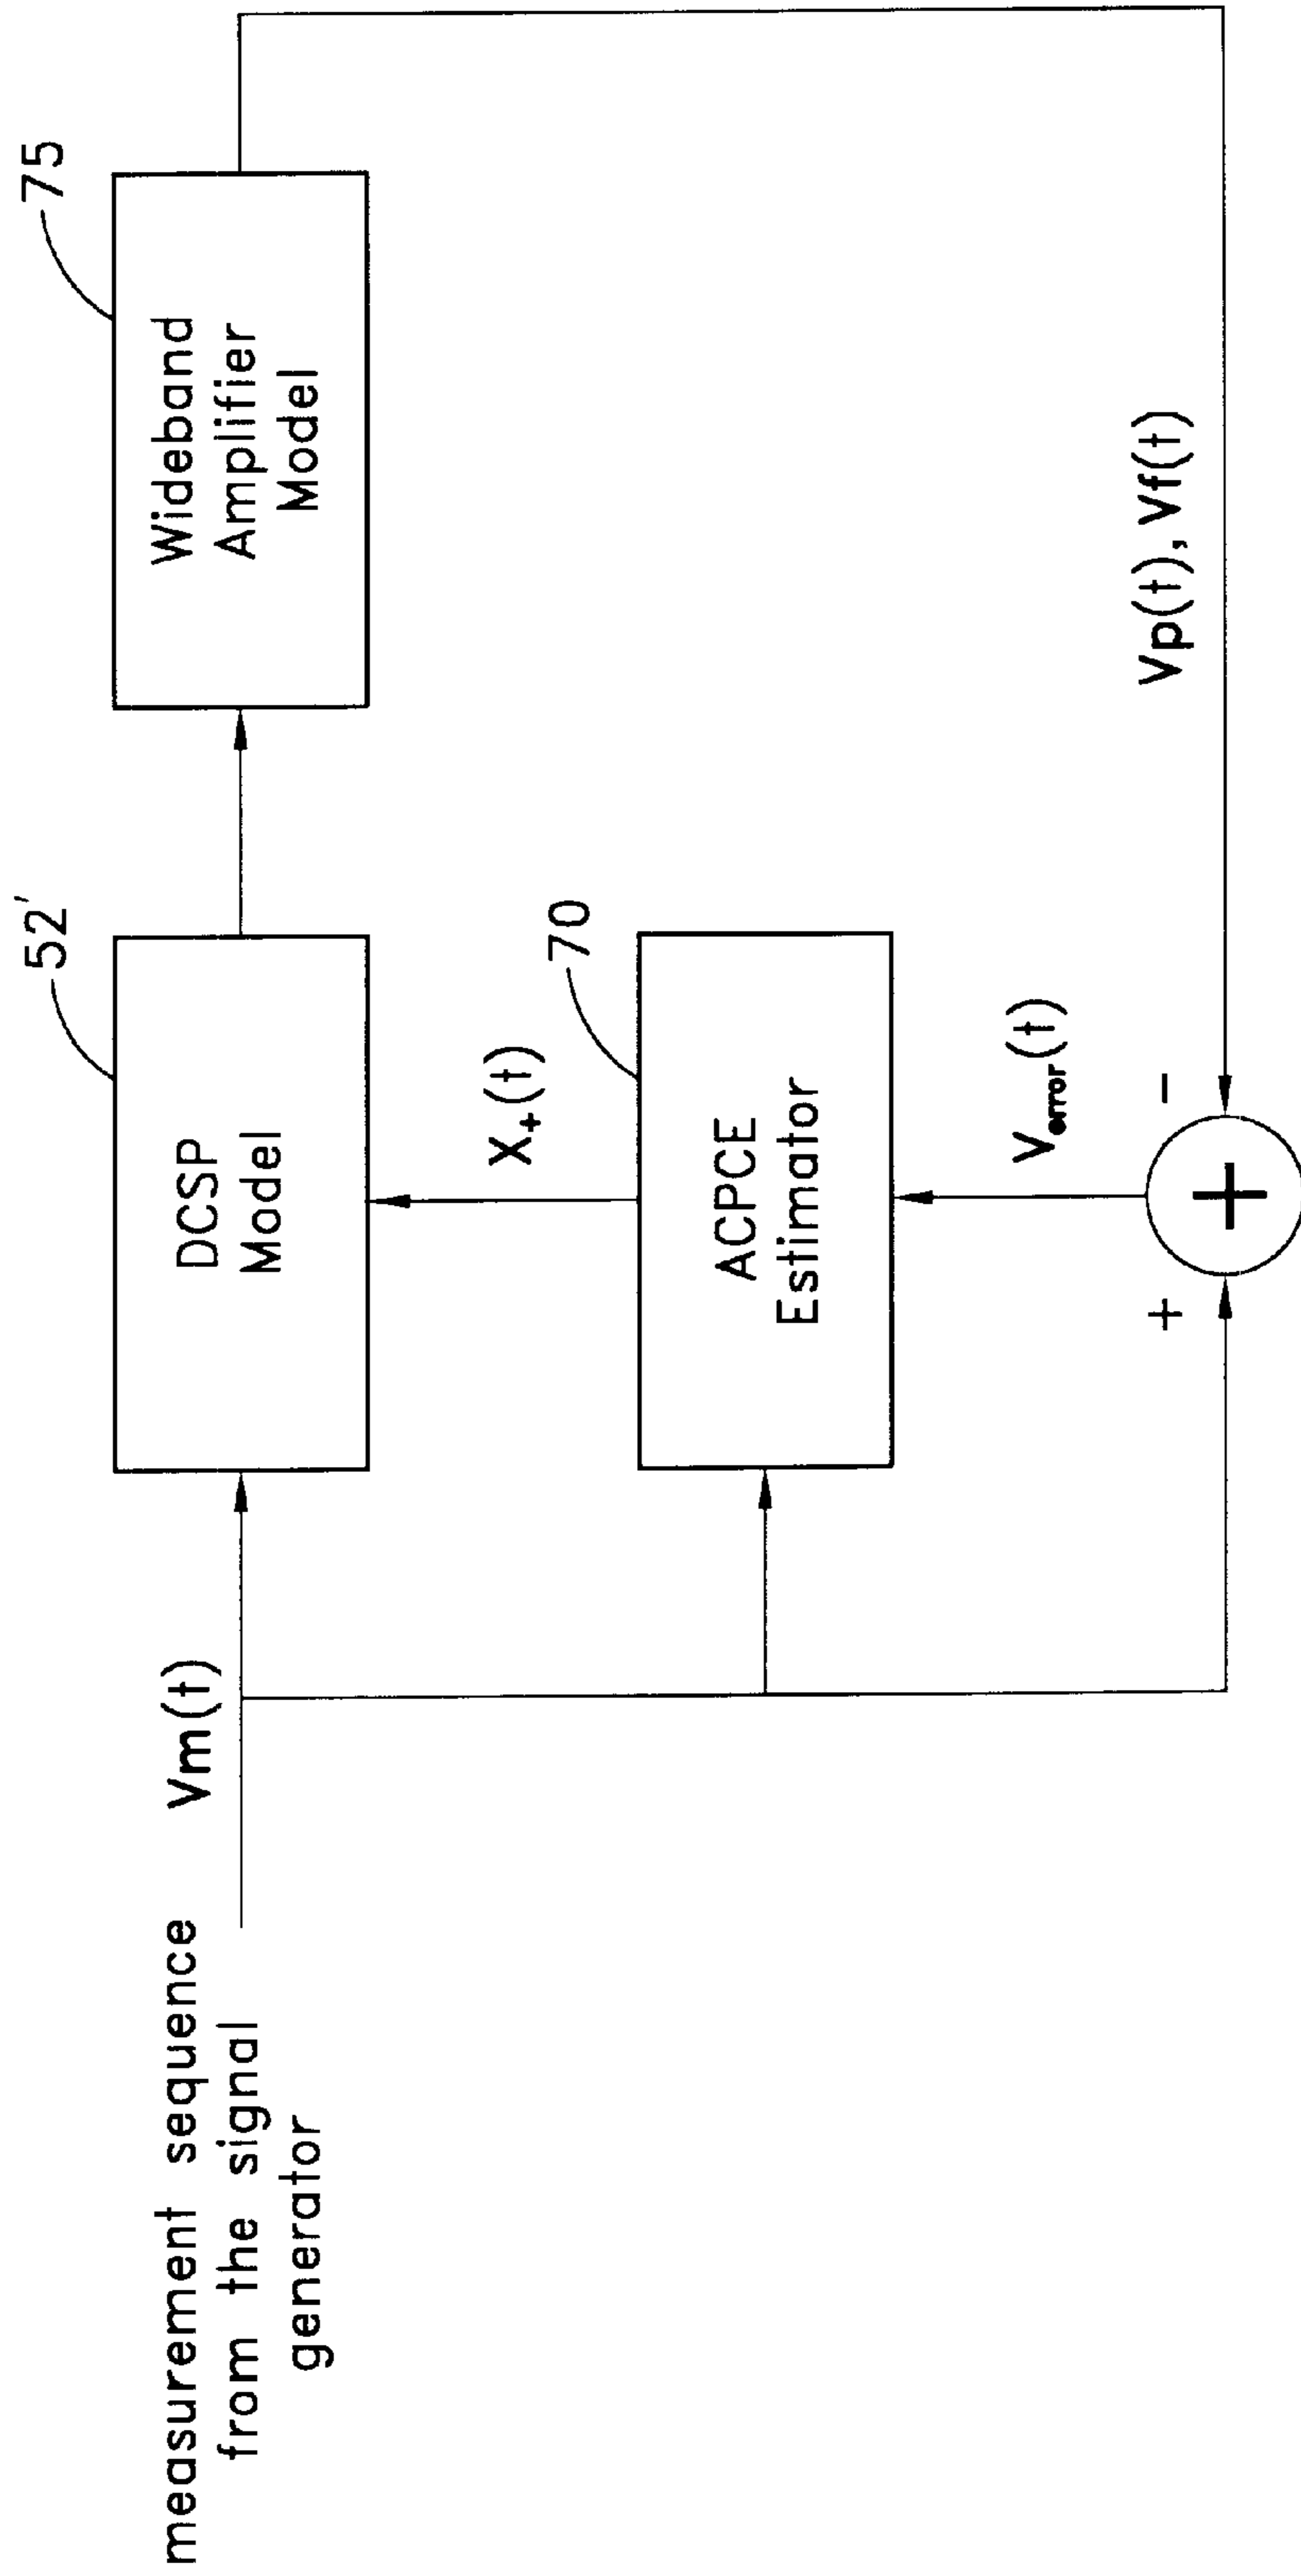 measurement sequence
from the signal
generator
Vm(t)
52'
DCSP
Model
75
Wideband
Amplifier
Model
X+(t)
70
ACPCE
Estimator
Verror(t)
+
-
+
Vp(t), Vf(t)